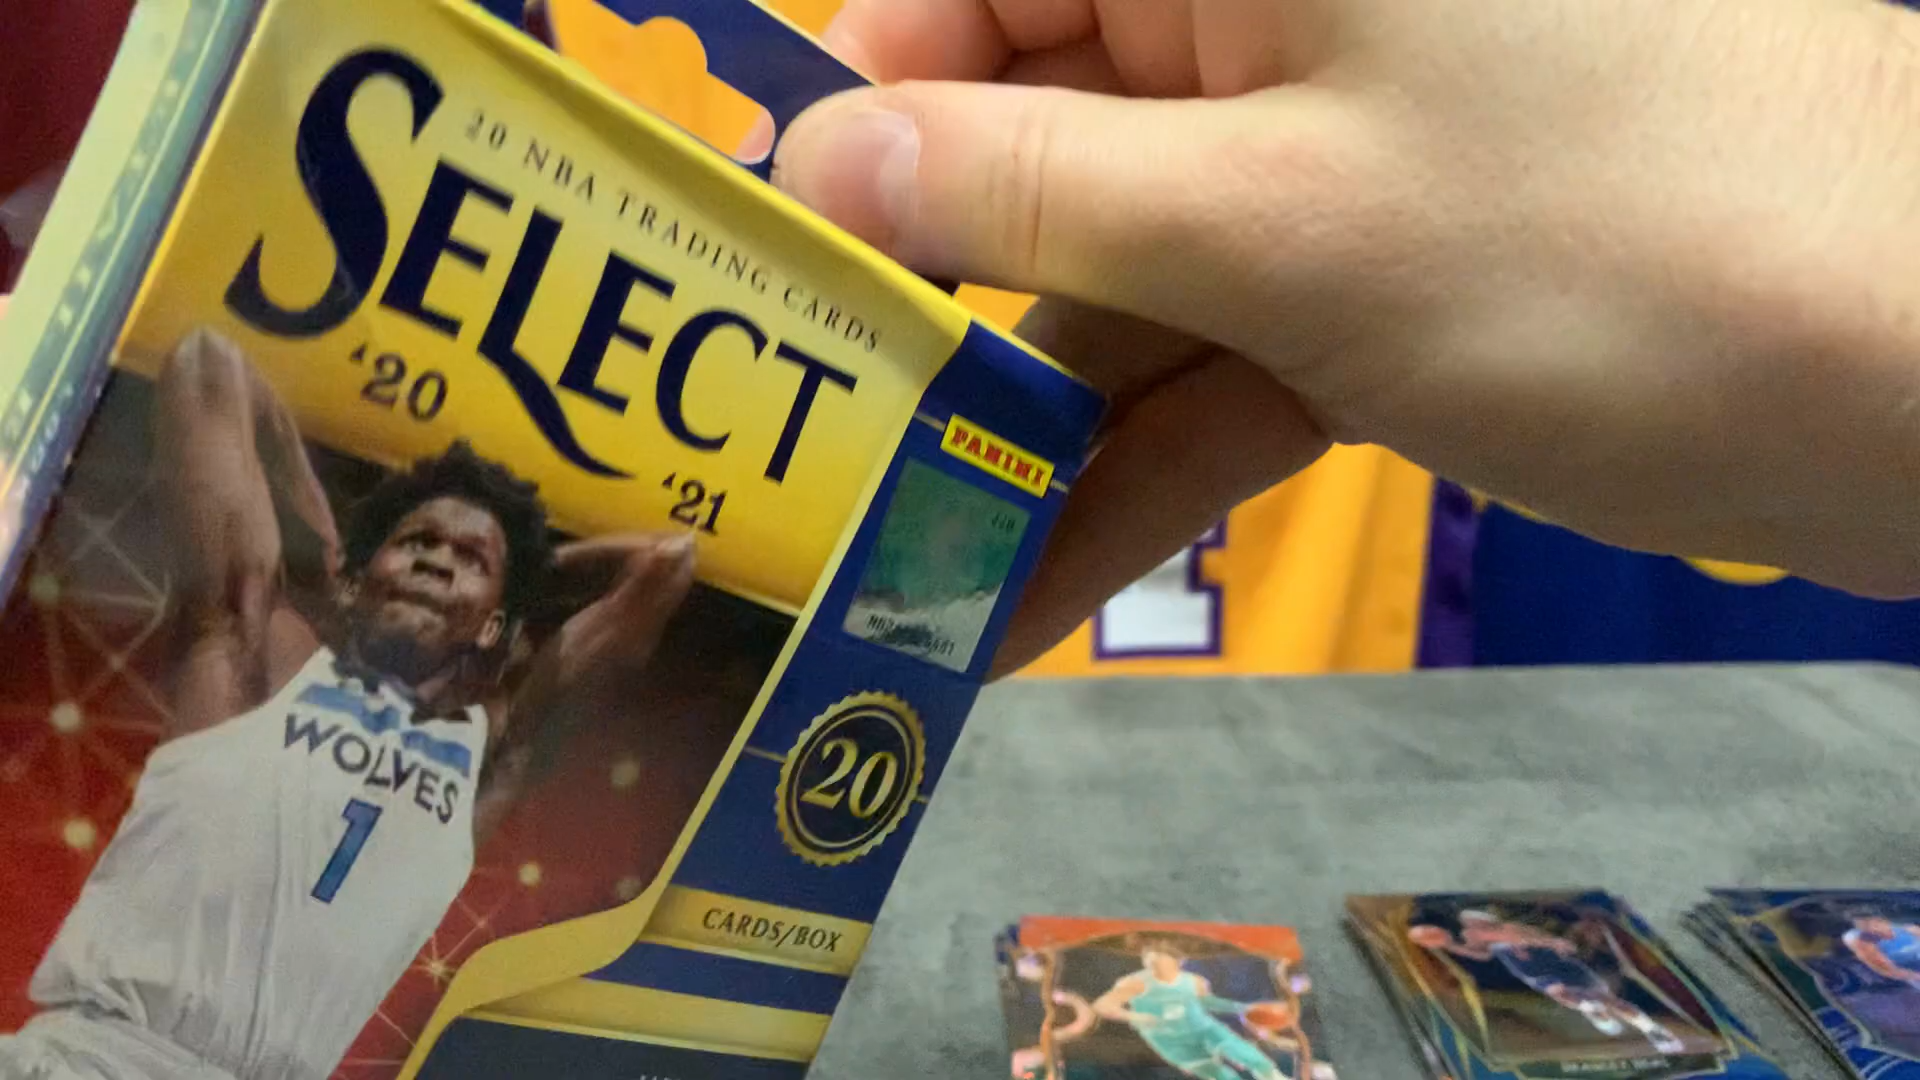 20 NBA TRADING CARDS
SELECT
'20
'21
PANINI
WOLVES
1
20
CARDS/BOX